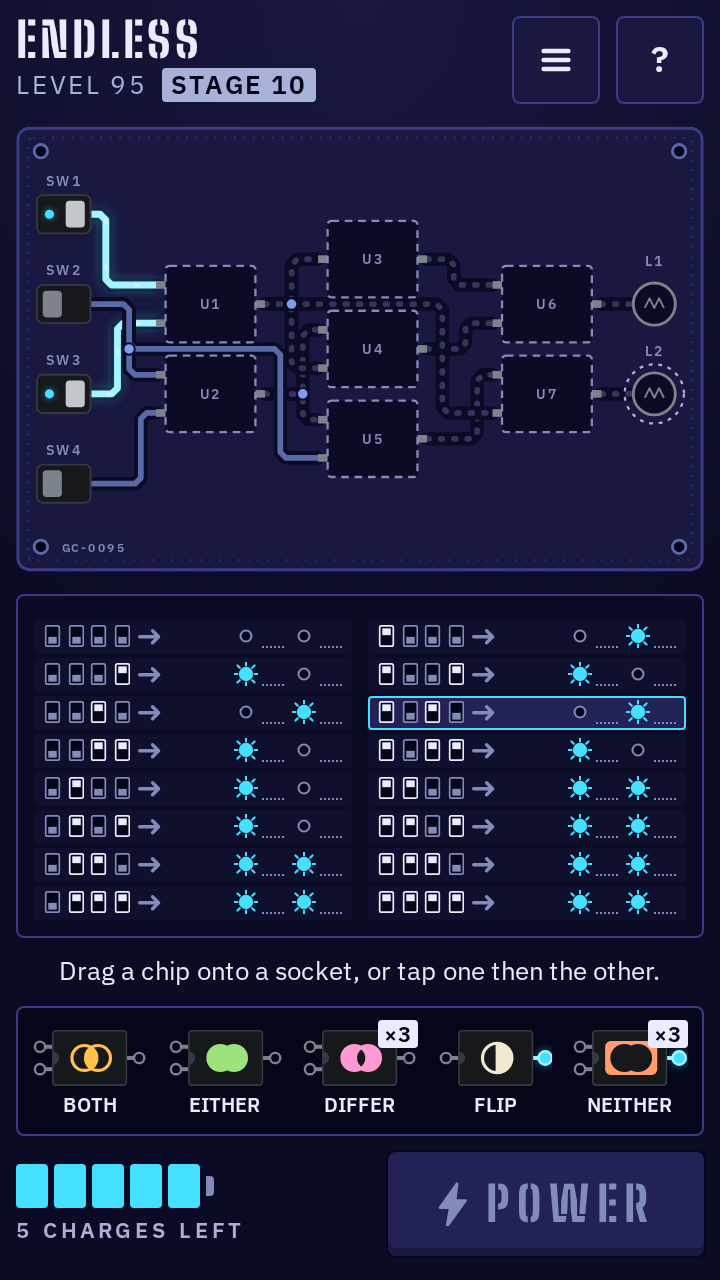 ENDLESS
LEVEL 95 STAGE 10
?
SW1
SW2
SW3
SW4
U1
U2
U3
U4
U5
U6
U7
L1
L2
GC-0095
Drag a chip onto a socket, or tap one then the other.
BOTH
EITHER
×3
DIFFER
FLIP
×3
NEITHER
5 CHARGES LEFT
POWER